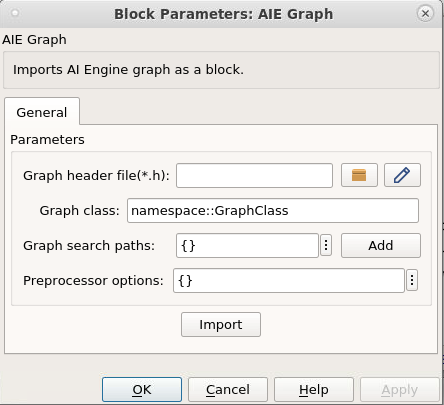 Block Parameters: AIE Graph
AIE Graph
Imports AI Engine graph as a block.
General
Parameters
Graph header file(*.h):
Graph class: namespace::GraphClass
Graph search paths: {} Add
Preprocessor options: {}
Import
OK Cancel Help Apply